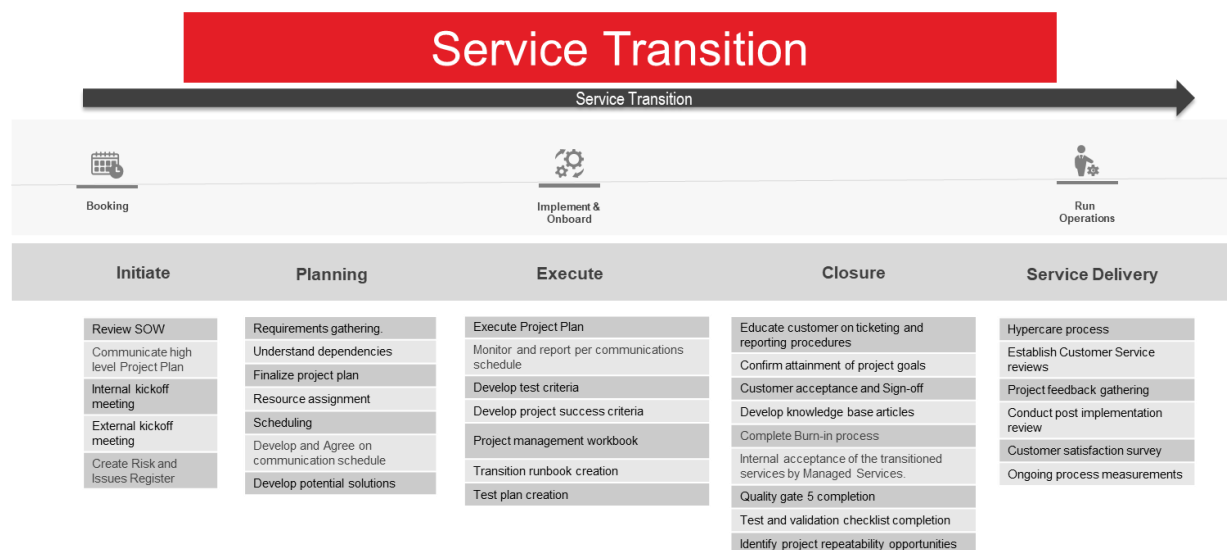 Service Transition
Service Transition
Booking
Implement &
Onboard
Run
Operations
Initiate
Planning
Execute
Closure
Service Delivery
Review SOW
Communicate high
level Project Plan
Internal kickoff
meeting
External kickoff
meeting
Create Risk and
Issues Register
Requirements gathering.
Understand dependencies
Finalize project plan
Resource assignment
Scheduling
Develop and Agree on
communication schedule
Develop potential solutions
Execute Project Plan
Monitor and report per communications
schedule
Develop test criteria
Develop project success criteria
Project management workbook
Transition runbook creation
Test plan creation
Educate customer on ticketing and
reporting procedures
Confirm attainment of project goals
Customer acceptance and Sign-off
Develop knowledge base articles
Complete Burn-in process
Internal acceptance of the transitioned
services by Managed Services.
Quality gate 5 completion
Test and validation checklist completion
Identify project repeatability opportunities
Hypercare process
Establish Customer Service
reviews
Project feedback gathering
Conduct post implementation
review
Customer satisfaction survey
Ongoing process measurements